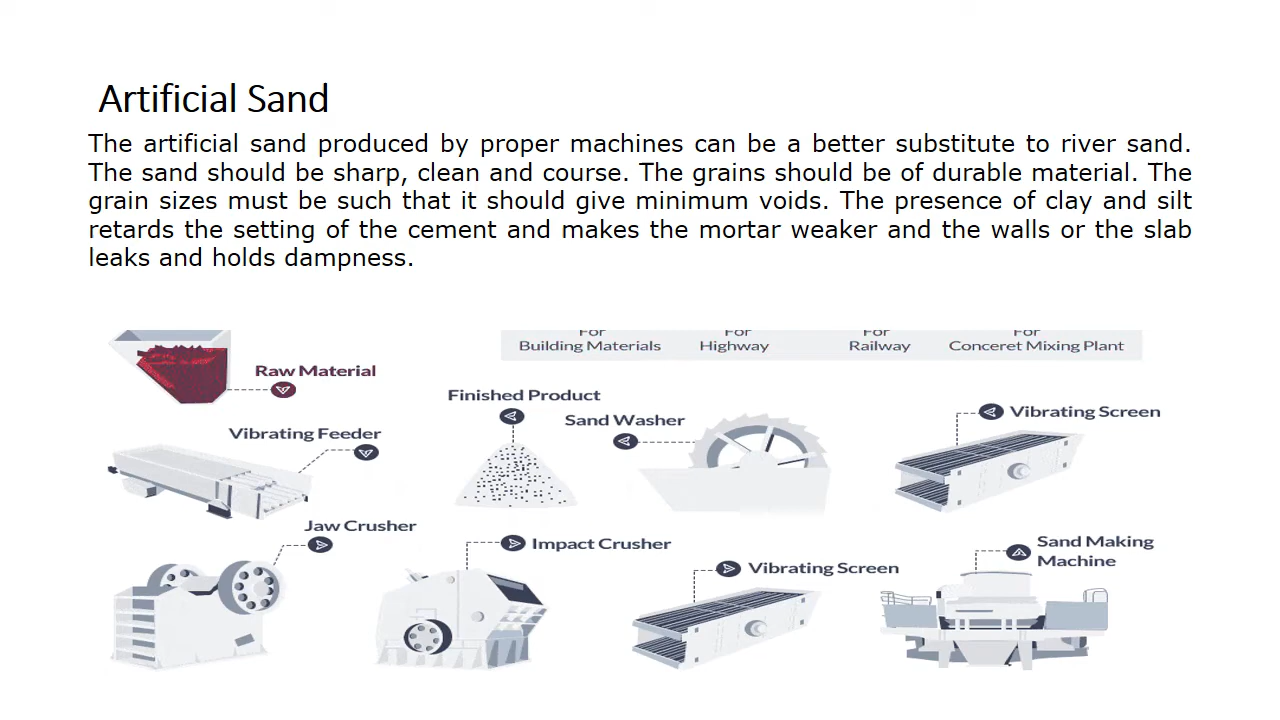 Artificial Sand
The artificial sand produced by proper machines can be a better substitute to river sand.
The sand should be sharp, clean and course. The grains should be of durable material. The
grain sizes must be such that it should give minimum voids. The presence of clay and silt
retards the setting of the cement and makes the mortar weaker and the walls or the slab
leaks and holds dampness.
For For For For
Building Materials Highway Railway Conceret Mixing Plant
Raw Material
Finished Product
Sand Washer
Vibrating Screen
Vibrating Feeder
Jaw Crusher
Impact Crusher
Vibrating Screen
Sand Making
Machine